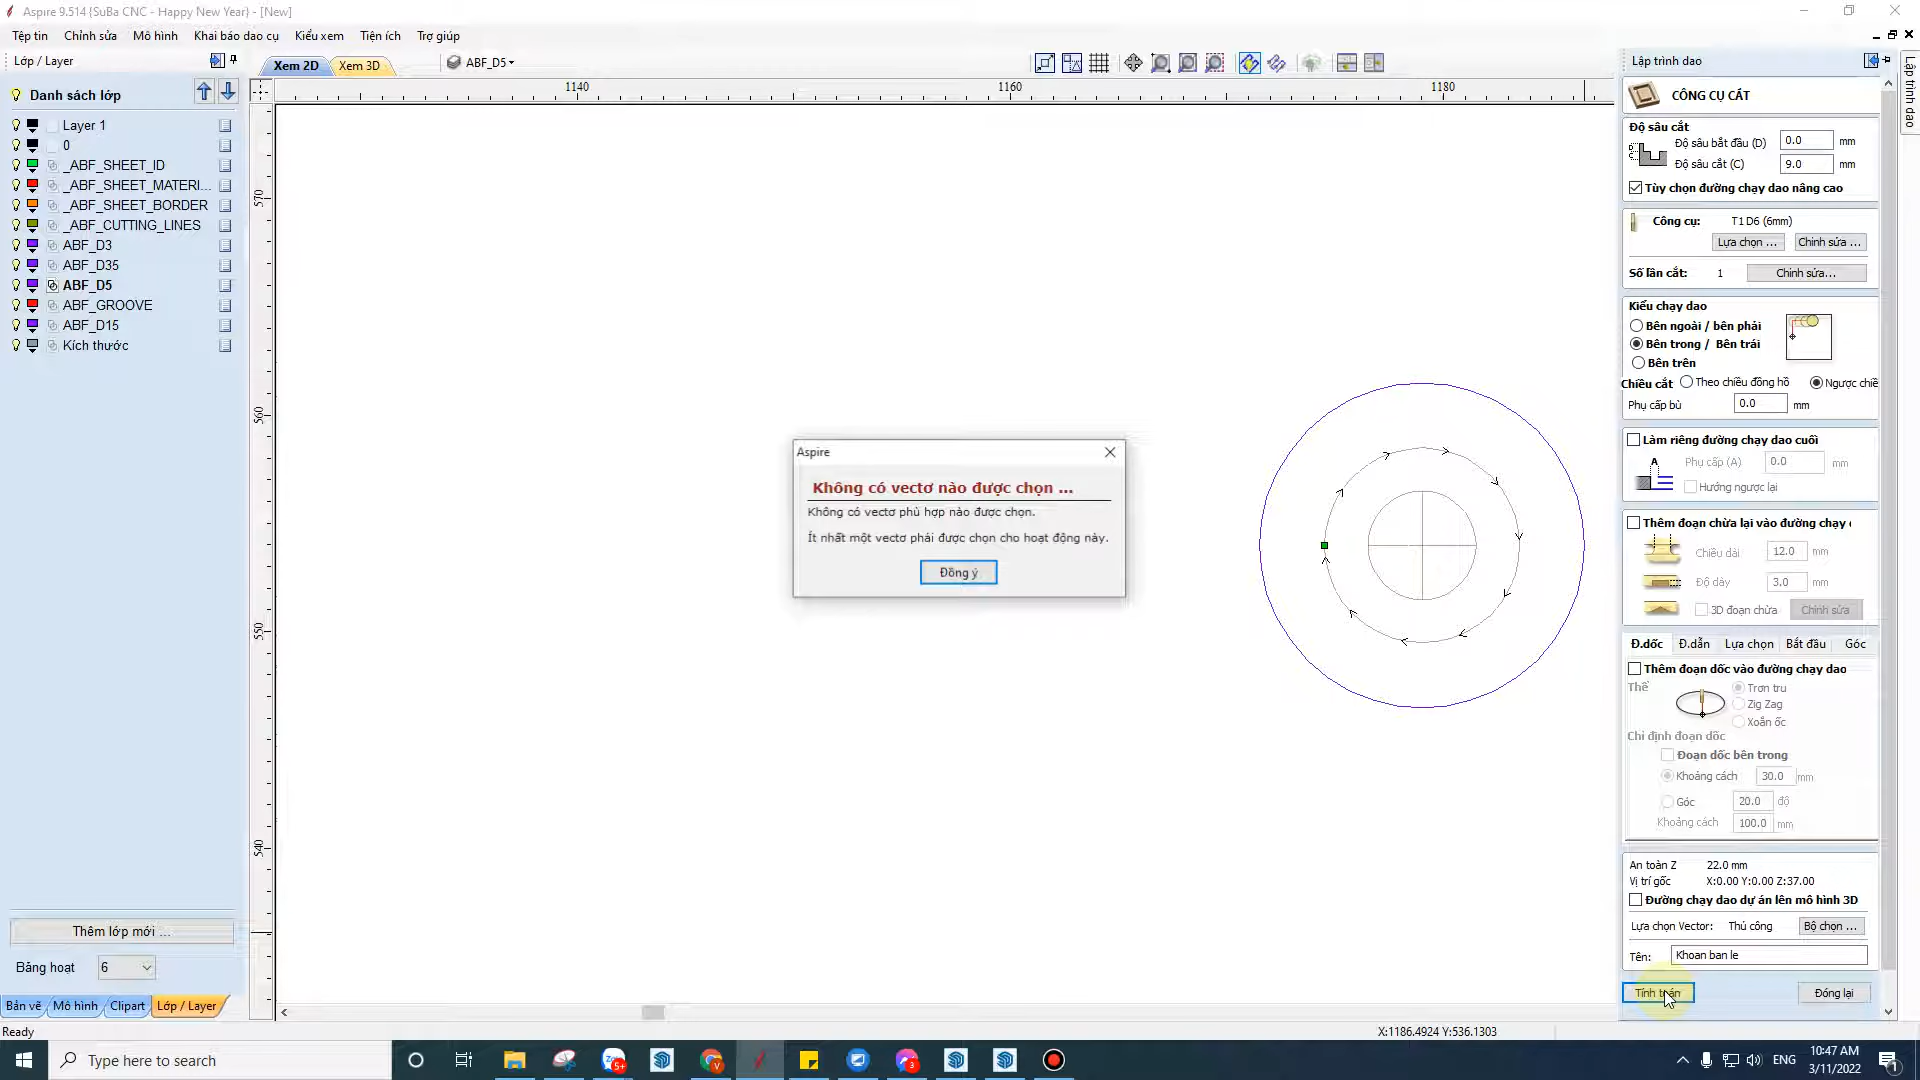 Aspire 9.514 {SuBa CNC - Happy New Year} - [New]
Tệp tin Chỉnh sửa Mô hình Khai báo dao cụ Kiểu xem Tiện ích Trợ giúp
Lớp / Layer
Danh sách lớp
Layer 1
0
_ABF_SHEET_ID
_ABF_SHEET_MATERI...
_ABF_SHEET_BORDER
_ABF_CUTTING_LINES
ABF_D3
ABF_D35
ABF_D5
ABF_GROOVE
ABF_D15
Kích thước
Thêm lớp mới ...
Bảng hoạt 6
Bản vẽ Mô hình Clipart Lớp / Layer
Ready
Xem 2D Xem 3D ABF_D5
1140 1160 1180
570
560
550
540
Aspire
Không có vectơ nào được chọn ...
Không có vectơ phù hợp nào được chọn.
Ít nhất một vectơ phải được chọn cho hoạt động này.
Đồng ý
X:1186.4924 Y:536.1303
Lập trình dao
Lập trình dao
CÔNG CỤ CẮT
Độ sâu cắt
Độ sâu bắt đầu (D) 0.0 mm
Độ sâu cắt (C) 9.0 mm
Tùy chọn đường chạy dao nâng cao
Công cụ: T1 D6 (6mm)
Lựa chọn ... Chỉnh sửa ...
Số lần cắt: 1 Chỉnh sửa...
Kiểu chạy dao
Bên ngoài / bên phải
Bên trong / Bên trái
Bên trên
Chiều cắt Theo chiều đồng hồ Ngược chiề
Phụ cấp bù 0.0 mm
Làm riêng đường chạy dao cuối
A Phụ cấp (A) 0.0 mm
Hướng ngược lại
Thêm đoạn chừa lại vào đường chạy
Chiều dài 12.0 mm
Độ dày 3.0 mm
3D đoạn chừa Chỉnh sửa
Đ.dốc Đ.dẫn Lựa chọn Bắt đầu Góc
Thêm đoạn dốc vào đường chạy dao
Thể Trơn tru
Zig Zag
Xoắn ốc
Chỉ định đoạn dốc
Đoạn dốc bên trong
Khoảng cách 30.0 mm
Góc 20.0 độ
Khoảng cách 100.0 mm
An toàn Z 22.0 mm
Vị trí gốc X:0.00 Y:0.00 Z:37.00
Đường chạy dao dự án lên mô hình 3D
Lựa chọn Vector: Thủ công Bộ chọn ...
Tên: Khoan ban le
Tính toán Đóng lại
Type here to search
ENG
10:47 AM
3/11/2022